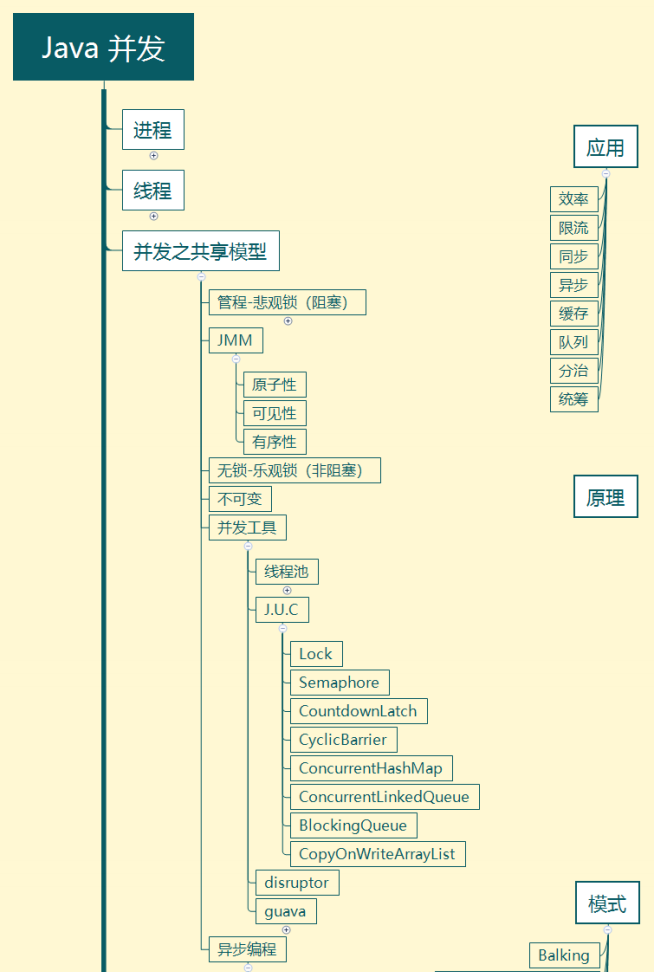 Java 并发
进程
线程
并发之共享模型
管程-悲观锁（阻塞）
JMM
原子性
可见性
有序性
无锁-乐观锁（非阻塞）
不可变
并发工具
线程池
J.U.C
Lock
Semaphore
CountdownLatch
CyclicBarrier
ConcurrentHashMap
ConcurrentLinkedQueue
BlockingQueue
CopyOnWriteArrayList
disruptor
guava
异步编程
应用
效率
限流
同步
异步
缓存
队列
分治
统筹
原理
模式
Balking